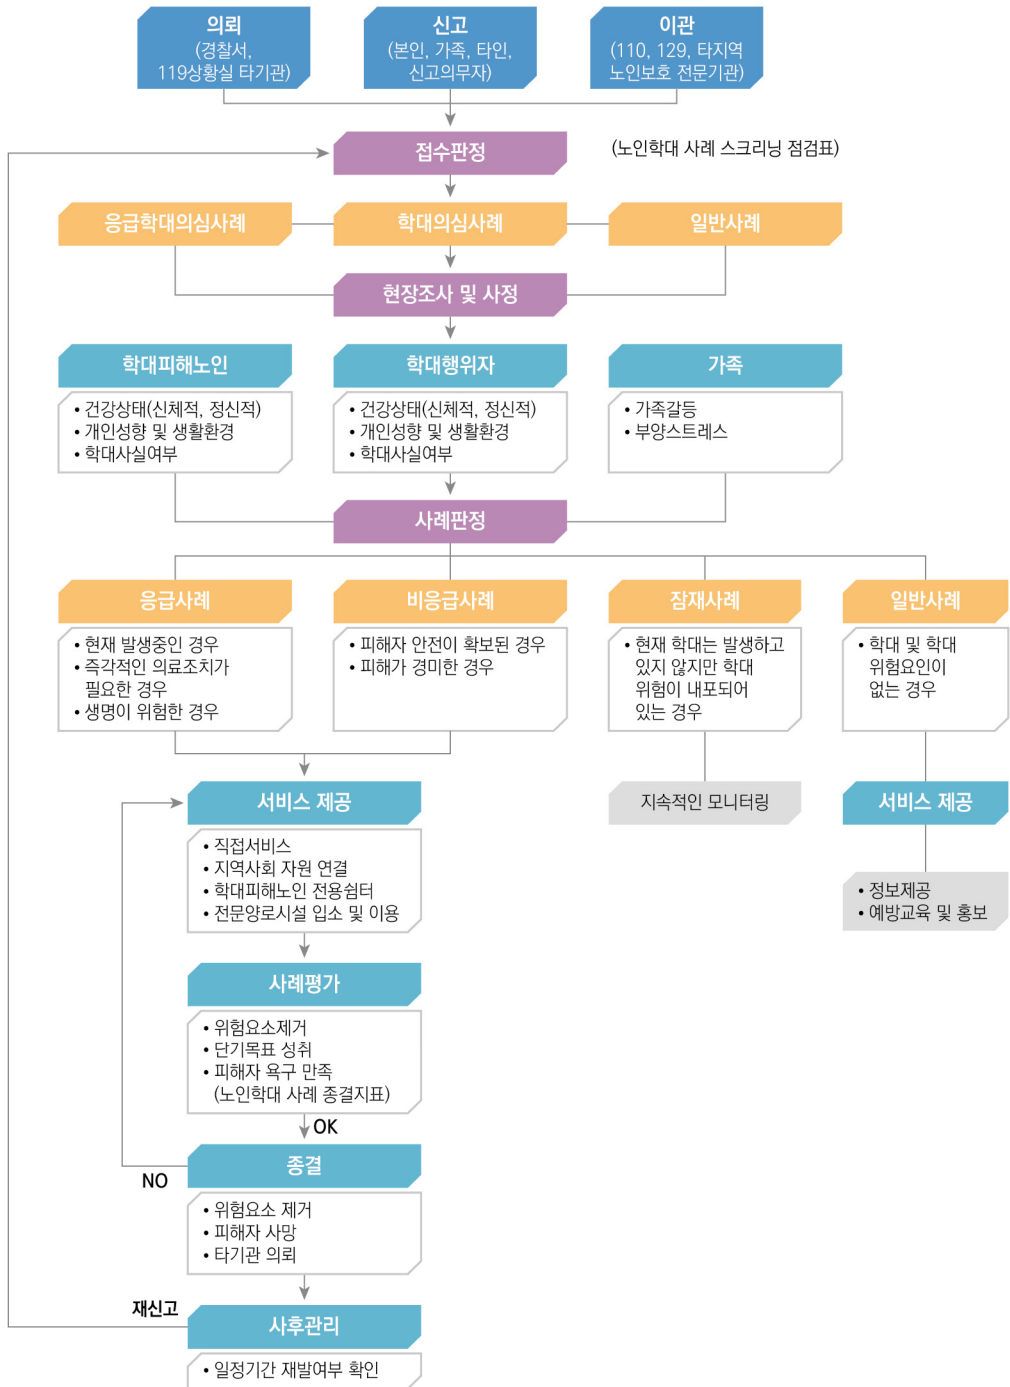 의뢰
(경찰서,
119상황실 타기관)
신고
(본인, 가족, 타인,
신고의무자)
이관
(110, 129, 타지역
노인보호 전문기관)
접수판정
(노인학대 사례 스크리닝 점검표)
응급학대의심사례
학대의심사례
일반사례
현장조사 및 사정
학대피해노인
• 건강상태(신체적, 정신적)
• 개인성향 및 생활환경
• 학대사실여부
학대행위자
• 건강상태(신체적, 정신적)
• 개인성향 및 생활환경
• 학대사실여부
가족
• 가족갈등
• 부양스트레스
사례판정
응급사례
• 현재 발생중인 경우
• 즉각적인 의료조치가
필요한 경우
• 생명이 위험한 경우
비응급사례
• 피해자 안전이 확보된 경우
• 피해가 경미한 경우
잠재사례
• 현재 학대는 발생하고
있지 않지만 학대
위험이 내포되어
있는 경우
일반사례
• 학대 및 학대
위험요인이
없는 경우
서비스 제공
• 직접서비스
• 지역사회 자원 연결
• 학대피해노인 전용쉼터
• 전문양로시설 입소 및 이용
지속적인 모니터링
서비스 제공
• 정보제공
• 예방교육 및 홍보
사례평가
• 위험요소제거
• 단기목표 성취
• 피해자 욕구 만족
(노인학대 사례 종결지표)
OK
종결
NO
• 위험요소 제거
• 피해자 사망
• 타기관 의뢰
재신고
사후관리
• 일정기간 재발여부 확인